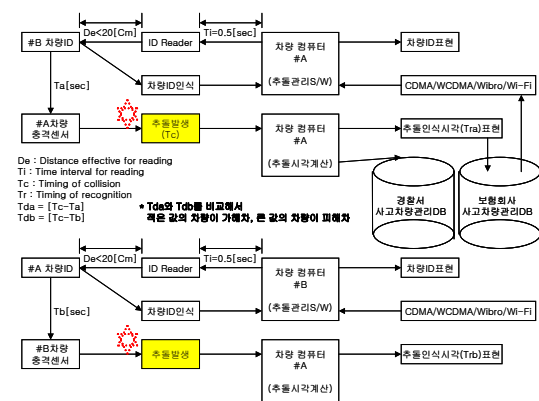 De<20[Cm]
Ti=0.5[sec]
#B 차량ID
ID Reader
차량 컴퓨터
#A
(추돌관리S/W)
차량ID표현
차량ID인식
CDMA/WCDMA/Wibro/Wi-Fi
Ta[sec]
#A차량
충격센서
추돌발생
(Tc)
차량 컴퓨터
#A
(추돌시각계산)
추돌인식시각(Tra)표현
De : Distance effective for reading
Ti : Time interval for reading
Tc : Timing of collision
Tr : Timing of recognition
Tda = [Tc-Ta]
Tdb = [Tc-Tb]
* Tda와 Tdb를 비교해서
적은 값의 차량이 가해차, 큰 값의 차량이 피해차
경찰서
사고차량관리DB
보험회사
사고차량관리DB
De<20[Cm]
Ti=0.5[sec]
#A 차량ID
ID Reader
차량 컴퓨터
#B
(추돌관리S/W)
차량ID표현
차량ID인식
CDMA/WCDMA/Wibro/Wi-Fi
Tb[sec]
#B차량
충격센서
추돌발생
차량 컴퓨터
#A
(추돌시각계산)
추돌인식시각(Trb)표현